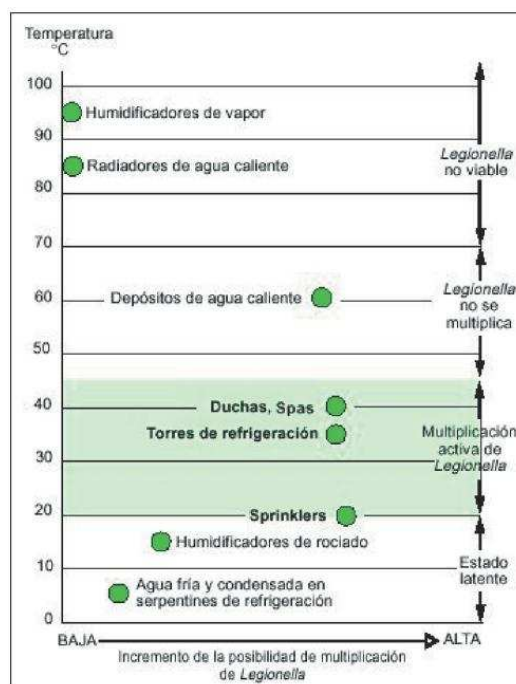 Temperatura
°C
100
Humidificadores de vapor
90
Radiadores de agua caliente
Legionella
no viable
80
70
Depósitos de agua caliente
60
Legionella
no se
multiplica
50
40
Duchas, Spas
Torres de refrigeración
Multiplicación
activa de
Legionella
30
20
Sprinklers
Humidificadores de rociado
10
Agua fría y condensada en
serpentines de refrigeración
Estado
latente
0
BAJA
ALTA
Incremento de la posibilidad de multiplicación
de Legionella